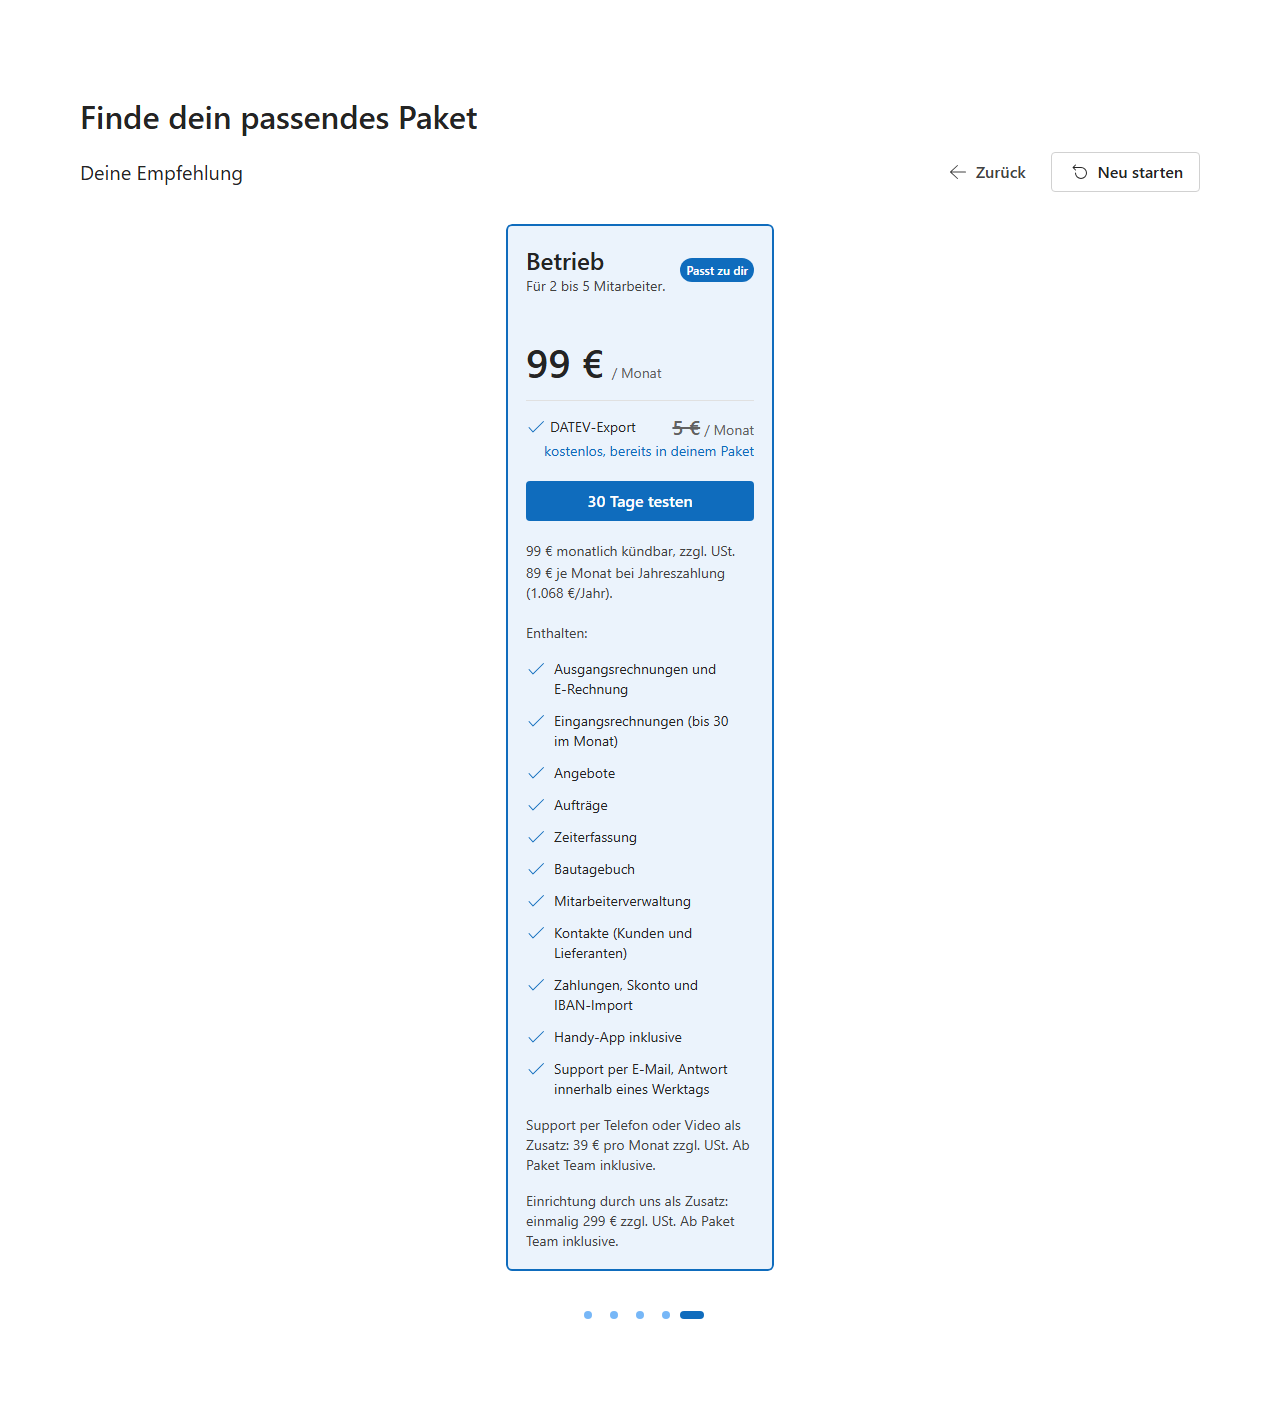 Finde dein passendes Paket
Deine Empfehlung
Zurück
Neu starten
Betrieb
Für 2 bis 5 Mitarbeiter.
Passt zu dir
99 € / Monat
DATEV-Export 5 € / Monat
kostenlos, bereits in deinem Paket
30 Tage testen
99 € monatlich kündbar, zzgl. USt.
89 € je Monat bei Jahreszahlung
(1.068 €/Jahr).
Enthalten:
Ausgangsrechnungen und
E-Rechnung
Eingangsrechnungen (bis 30
im Monat)
Angebote
Aufträge
Zeiterfassung
Bautagebuch
Mitarbeiterverwaltung
Kontakte (Kunden und
Lieferanten)
Zahlungen, Skonto und
IBAN-Import
Handy-App inklusive
Support per E-Mail, Antwort
innerhalb eines Werktags
Support per Telefon oder Video als
Zusatz: 39 € pro Monat zzgl. USt. Ab
Paket Team inklusive.
Einrichtung durch uns als Zusatz:
einmalig 299 € zzgl. USt. Ab Paket
Team inklusive.